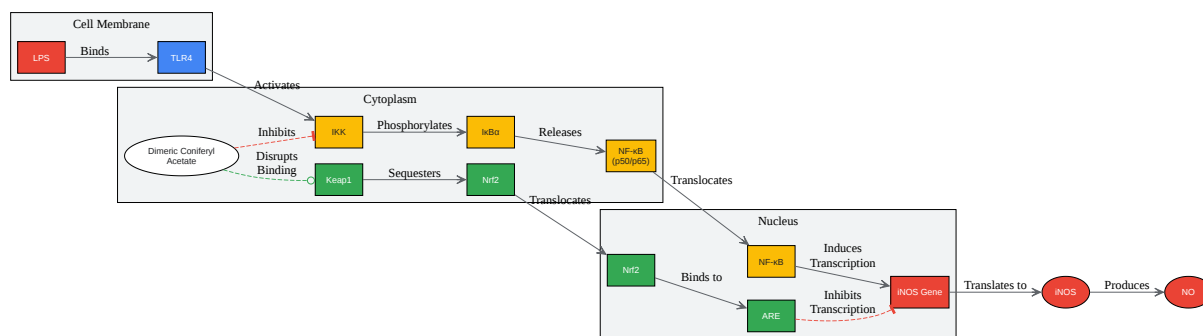 Cell Membrane
LPS
Binds
TLR4
Activates
Cytoplasm
Dimeric Coniferyl
Acetate
Inhibits
IKK
Phosphorylates
IκBα
Releases
NF-κB
(p50/p65)
Disrupts
Binding
Keap1
Sequesters
Nrf2
Translocates
Translocates
Nucleus
Nrf2
Binds to
NF-κB
Induces
Transcription
ARE
Inhibits
Transcription
iNOS Gene
Translates to
iNOS
Produces
NO